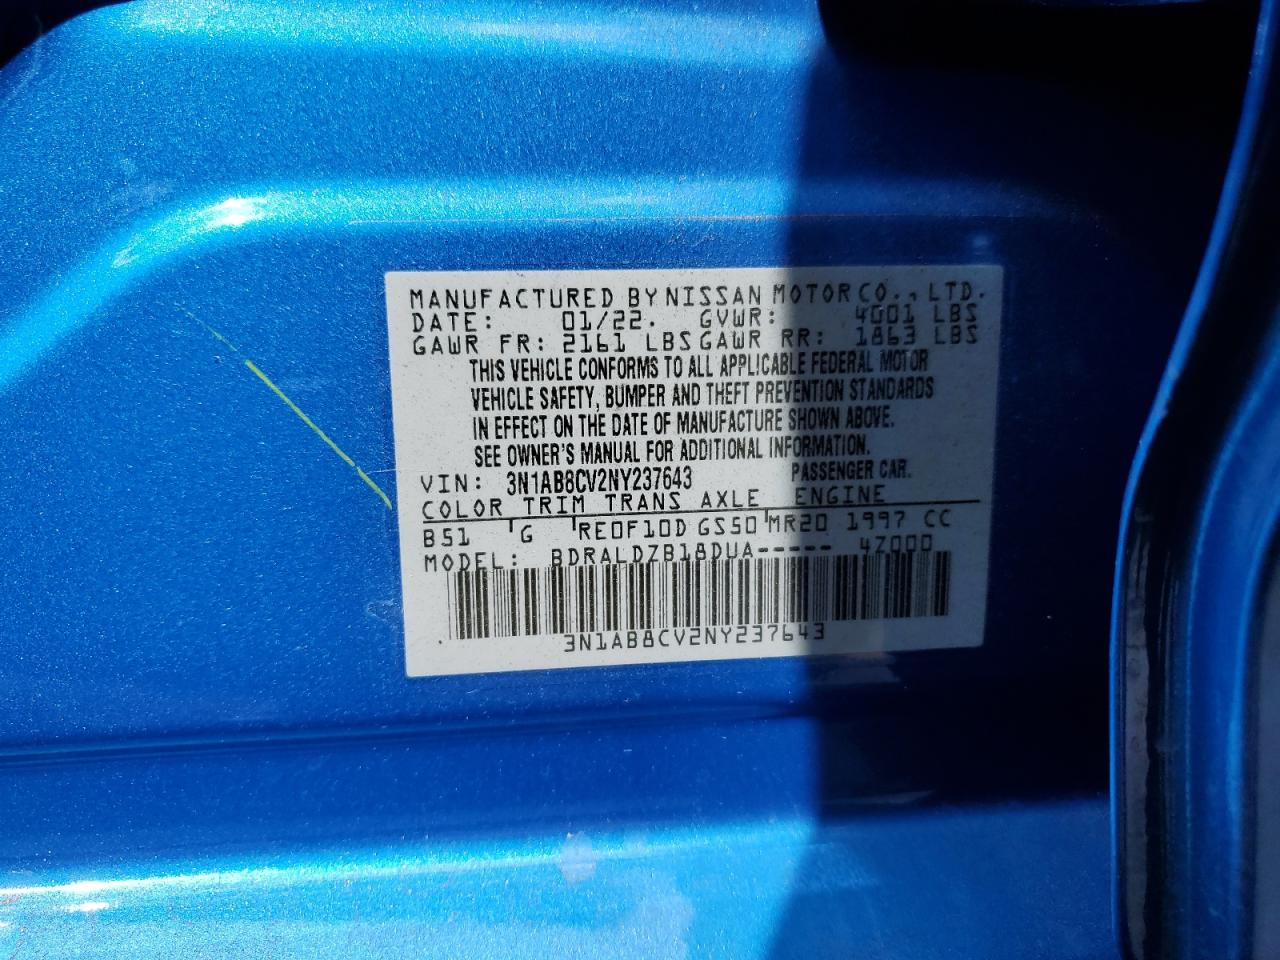 MANUFACTURED BY NISSAN MOTOR CO., LTD.
DATE: 01/22. GVWR: 4001 LBS
GAWR FR: 2161 LBS GAWR RR: 1863 LBS
THIS VEHICLE CONFORMS TO ALL APPLICABLE FEDERAL MOTOR
VEHICLE SAFETY, BUMPER AND THEFT PREVENTION STANDARDS
IN EFFECT ON THE DATE OF MANUFACTURE SHOWN ABOVE.
SEE OWNER'S MANUAL FOR ADDITIONAL INFORMATION.
VIN: 3N1AB8CV2NY237643 PASSENGER CAR.
COLOR TRIM TRANS AXLE ENGINE
B51 G RE0F10D GS50 MR20 1997 CC
MODEL: BDRALDZB18DUA----- 4Z000
3N1AB8CV2NY237643